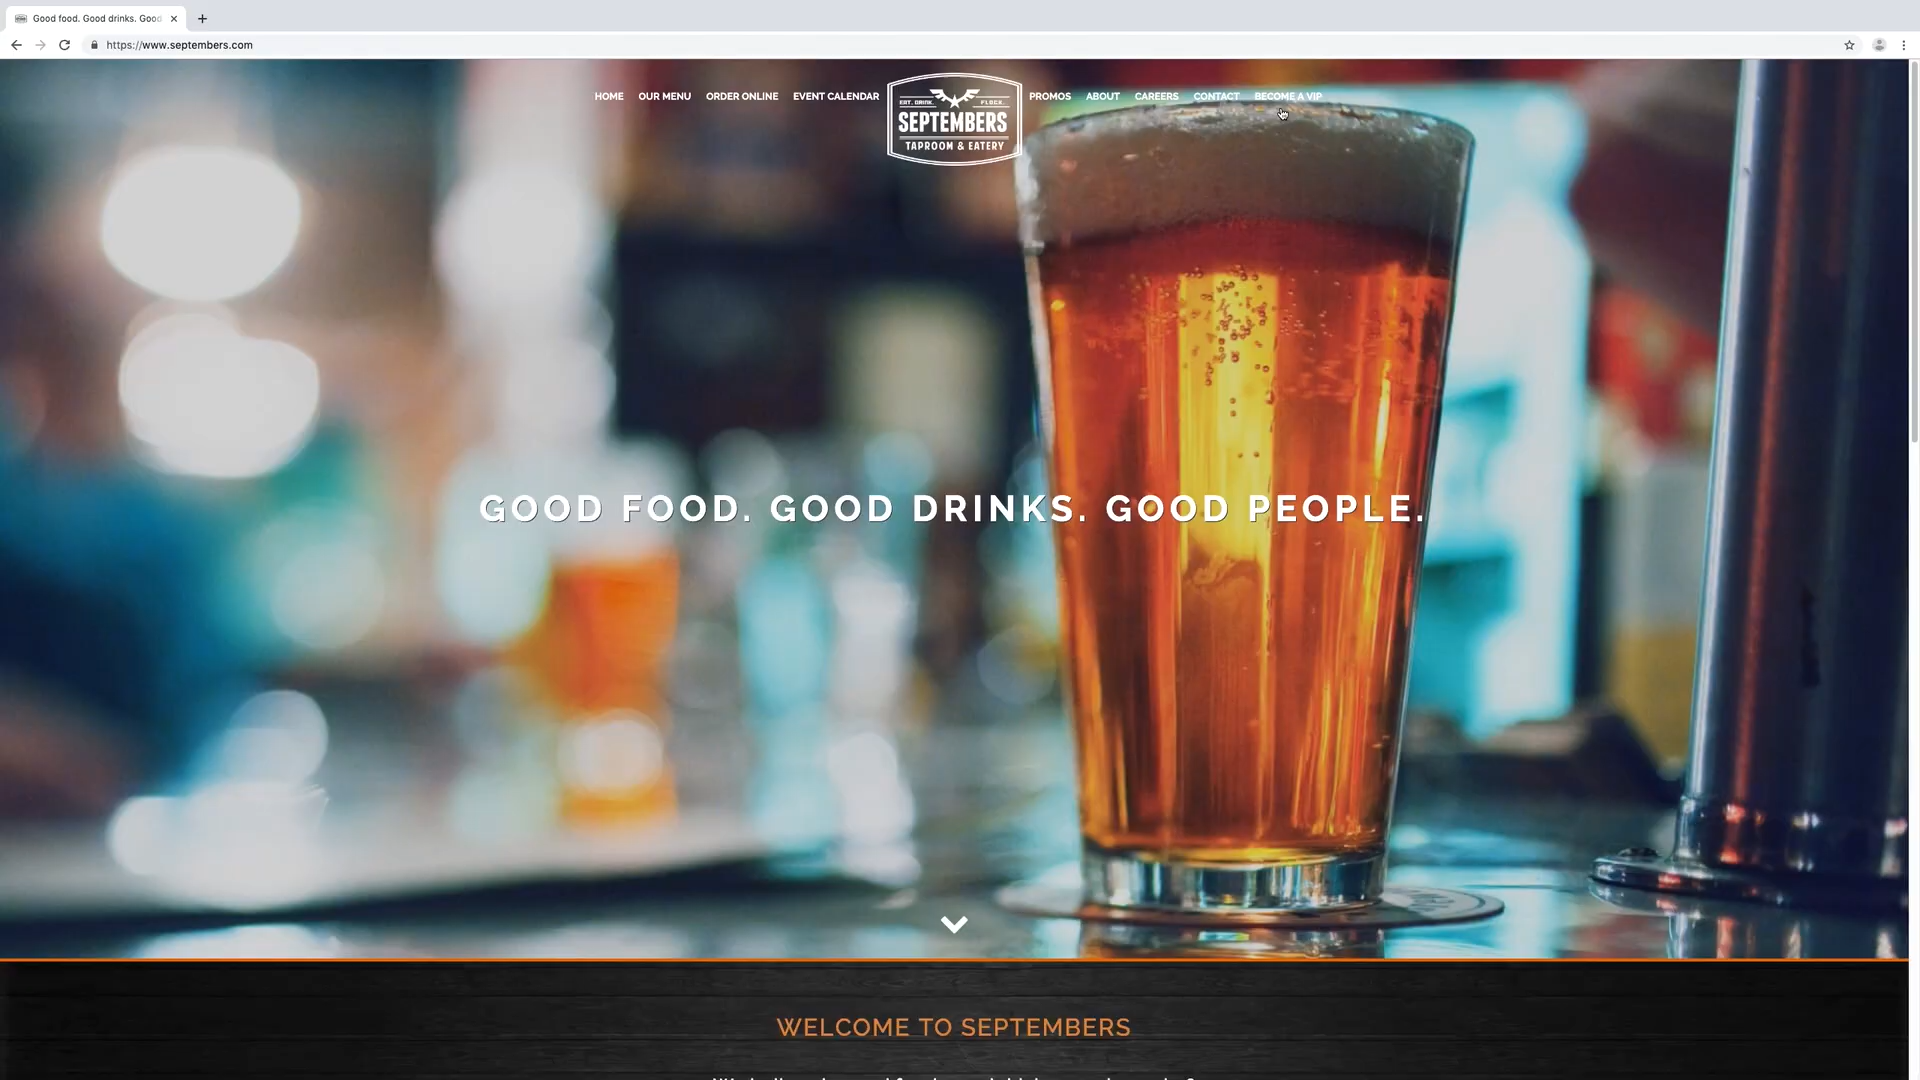 Good food. Good drinks. Good
https://www.septembers.com
HOME OUR MENU ORDER ONLINE EVENT CALENDAR
EAT. DRINK. FLOCK.
SEPTEMBERS
TAPROOM & EATERY
PROMOS ABOUT CAREERS CONTACT BECOME A VIP
GOOD FOOD. GOOD DRINKS. GOOD PEOPLE.
WELCOME TO SEPTEMBERS